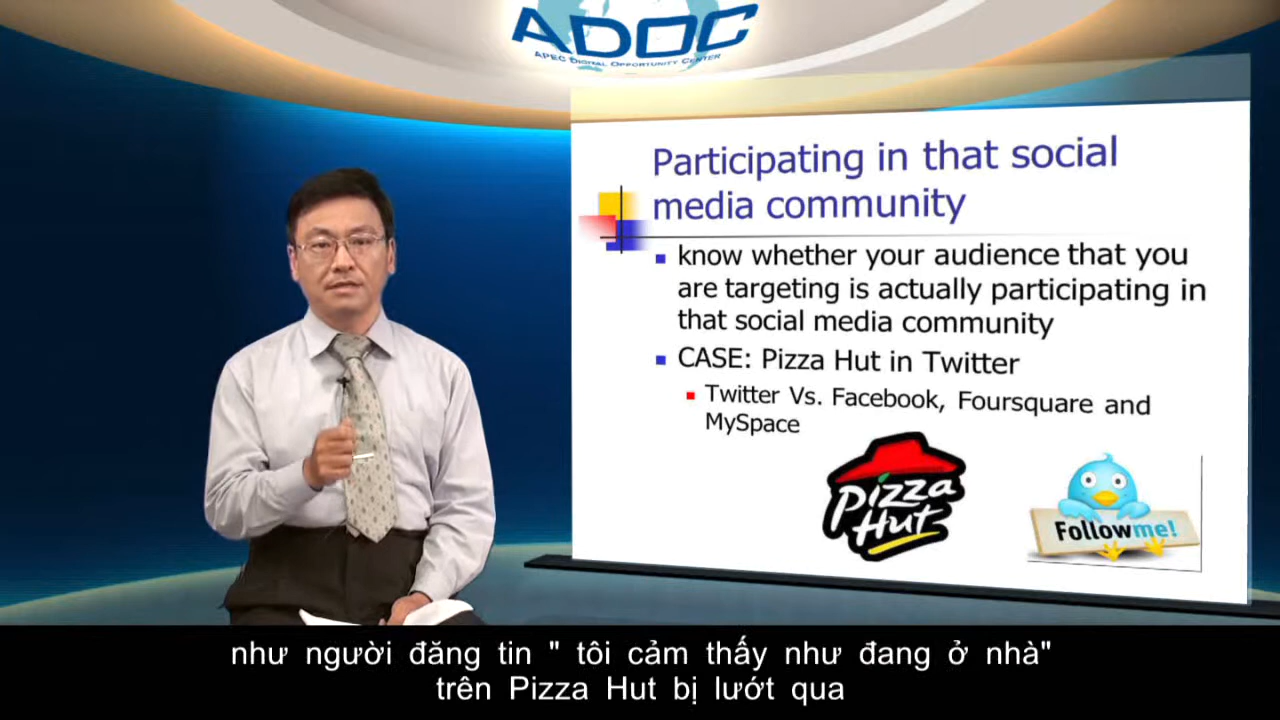 ADOC
APEC DIGITAL OPPORTUNITY CENTER
Participating in that social
media community
know whether your audience that you
are targeting is actually participating in
that social media community
CASE: Pizza Hut in Twitter
Twitter Vs. Facebook, Foursquare and
MySpace
Pizza
Hut
Follow me!
như người đăng tin " tôi cảm thấy như đang ở nhà"
trên Pizza Hut bị lướt qua